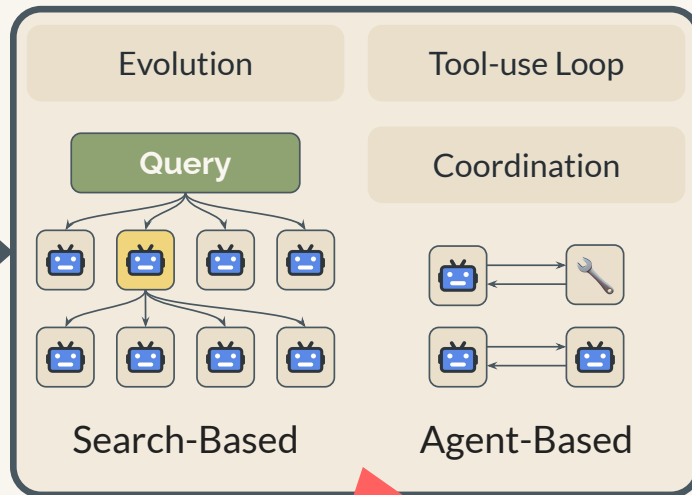 Evolution
Tool-use Loop
Query
Coordination
Search-Based
Agent-Based